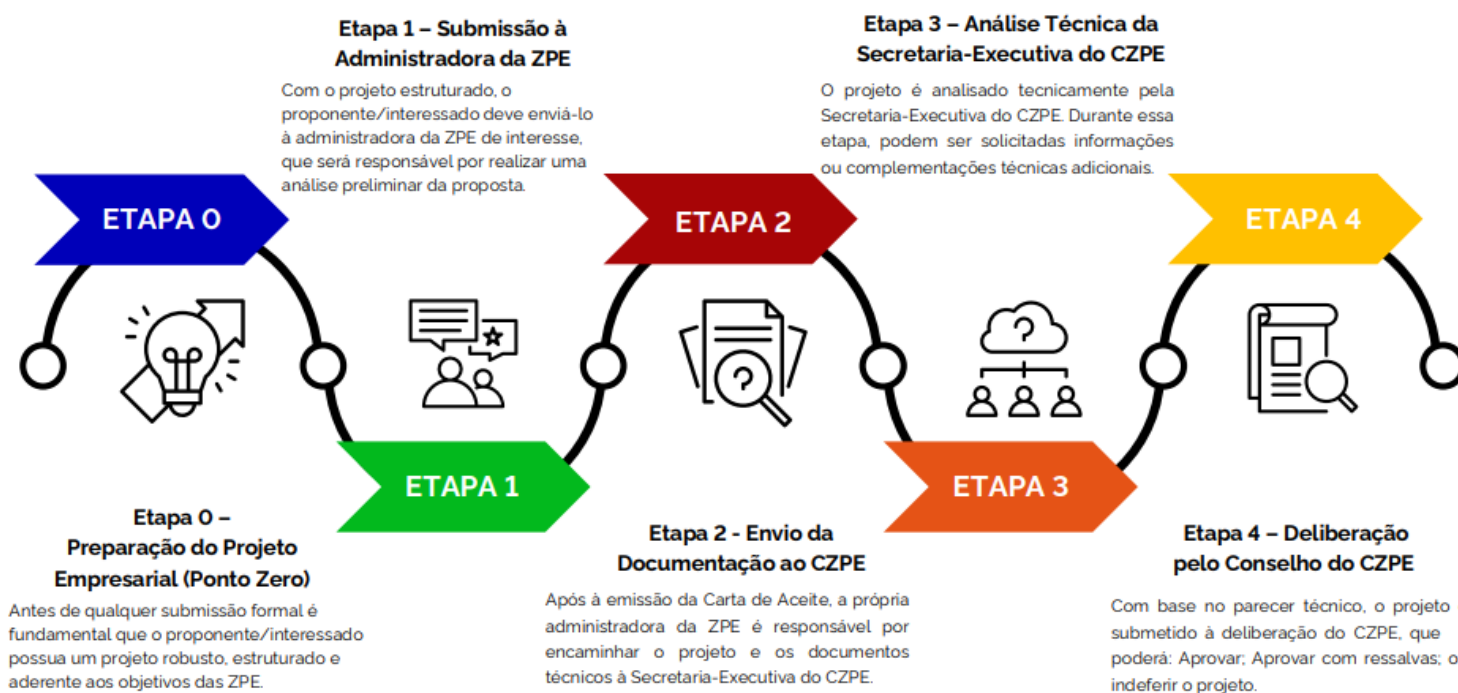 Etapa 1 – Submissão à
Administradora da ZPE
Com o projeto estruturado, o
proponente/interessado deve enviá-lo
à administradora da ZPE de interesse,
que será responsável por realizar uma
análise preliminar da proposta.
Etapa 3 – Análise Técnica da
Secretaria-Executiva do CZPE
O projeto é analisado tecnicamente pela
Secretaria-Executiva do CZPE. Durante essa
etapa, podem ser solicitadas informações
ou complementações técnicas adicionais.
ETAPA 0
ETAPA 2
ETAPA 4
ETAPA 1
ETAPA 3
Etapa 0 –
Preparação do Projeto
Empresarial (Ponto Zero)
Antes de qualquer submissão formal é
fundamental que o proponente/interessado
possua um projeto robusto, estruturado e
aderente aos objetivos das ZPE.
Etapa 2 - Envio da
Documentação ao CZPE
Após à emissão da Carta de Aceite, a própria
administradora da ZPE é responsável por
encaminhar o projeto e os documentos
técnicos à Secretaria-Executiva do CZPE.
Etapa 4 – Deliberação
pelo Conselho do CZPE
Com base no parecer técnico, o projeto
submetido à deliberação do CZPE, que
poderá: Aprovar; Aprovar com ressalvas;
indeferir o projeto.